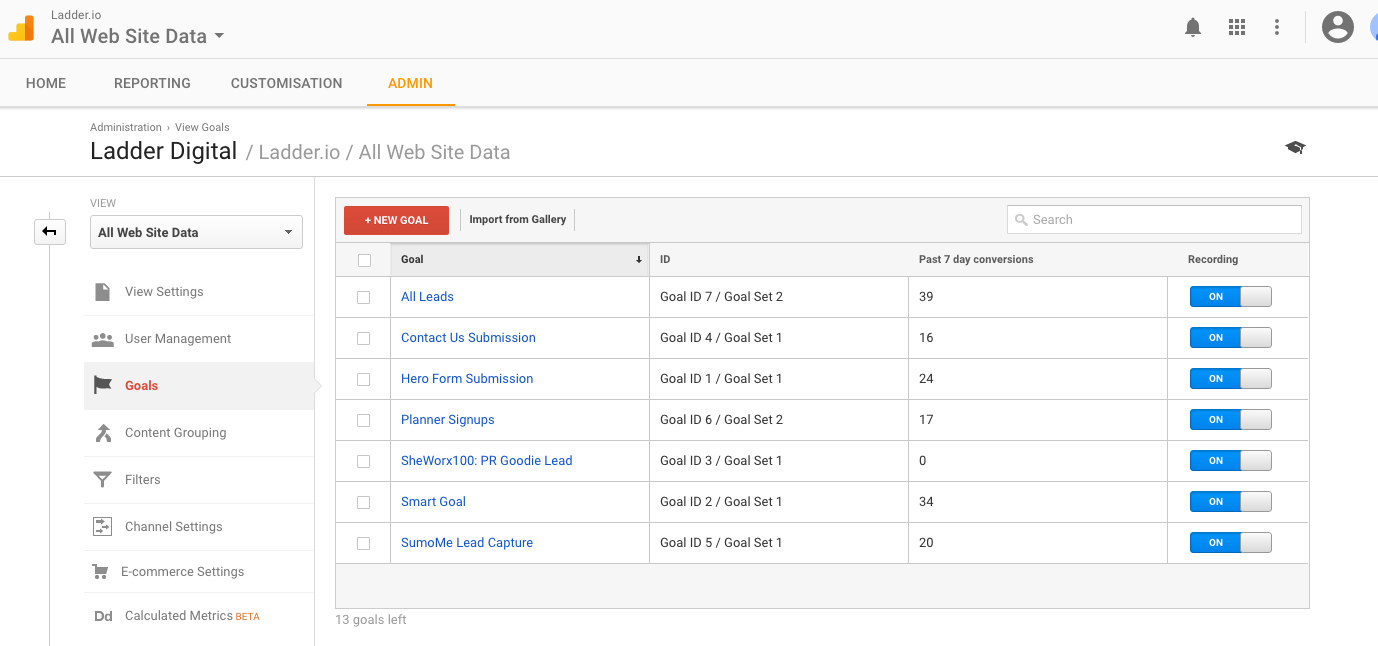 Ladder.io
All Web Site Data
HOME REPORTING CUSTOMISATION ADMIN
Administration › View Goals
Ladder Digital / Ladder.io / All Web Site Data
VIEW
All Web Site Data
View Settings
User Management
Goals
Content Grouping
Filters
Channel Settings
E-commerce Settings
Dd Calculated Metrics BETA
+ NEW GOAL Import from Gallery Search
Goal ID Past 7 day conversions Recording
All Leads Goal ID 7 / Goal Set 2 39 ON
Contact Us Submission Goal ID 4 / Goal Set 1 16 ON
Hero Form Submission Goal ID 1 / Goal Set 1 24 ON
Planner Signups Goal ID 6 / Goal Set 2 17 ON
SheWorx100: PR Goodie Lead Goal ID 3 / Goal Set 1 0 ON
Smart Goal Goal ID 2 / Goal Set 1 34 ON
SumoMe Lead Capture Goal ID 5 / Goal Set 1 20 ON
13 goals left